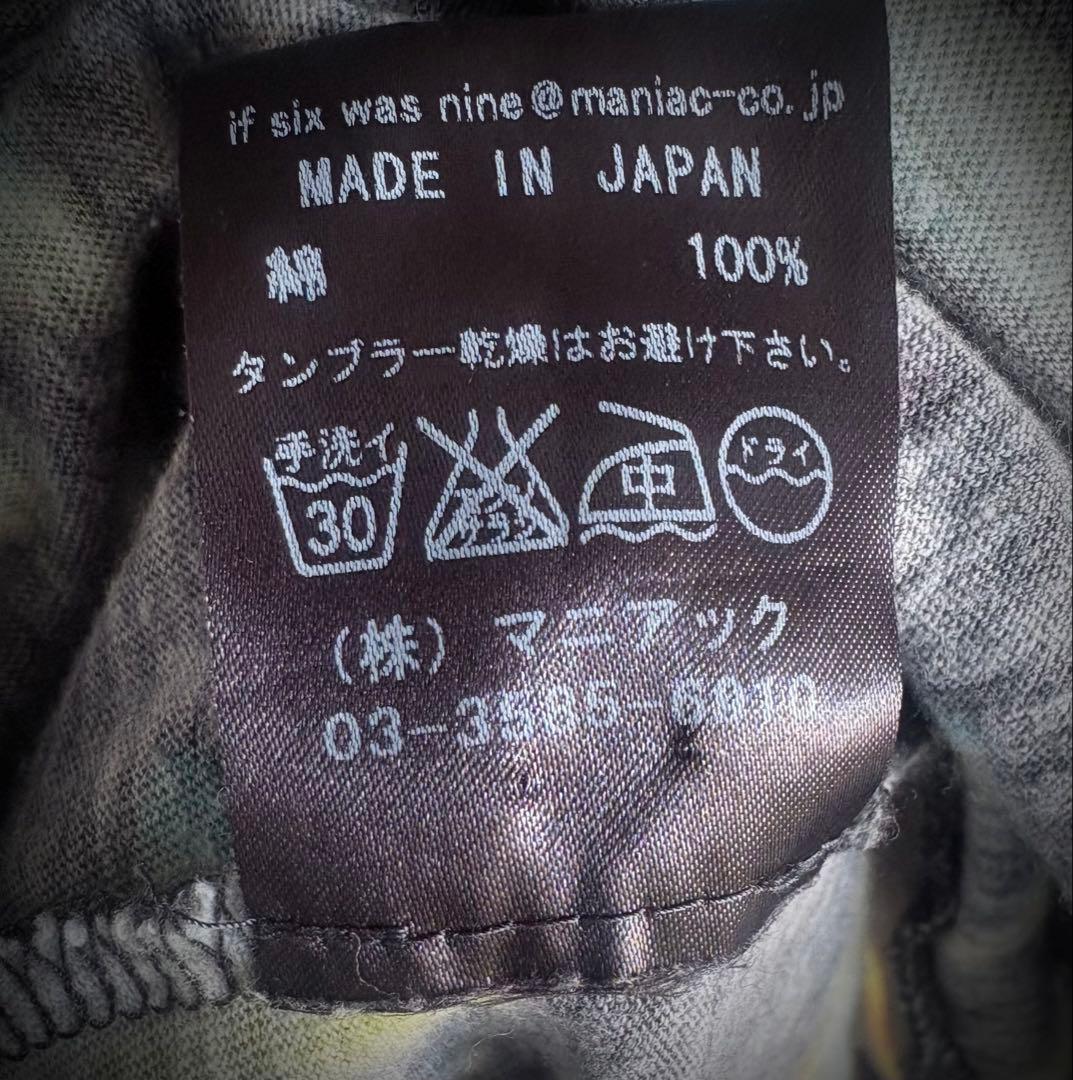 if six was nine@maniac-co.jp
MADE IN JAPAN
綿 100%
タンブラー乾燥はお避け下さい。
手洗イ 30 中 ドライ
(株) マニアック